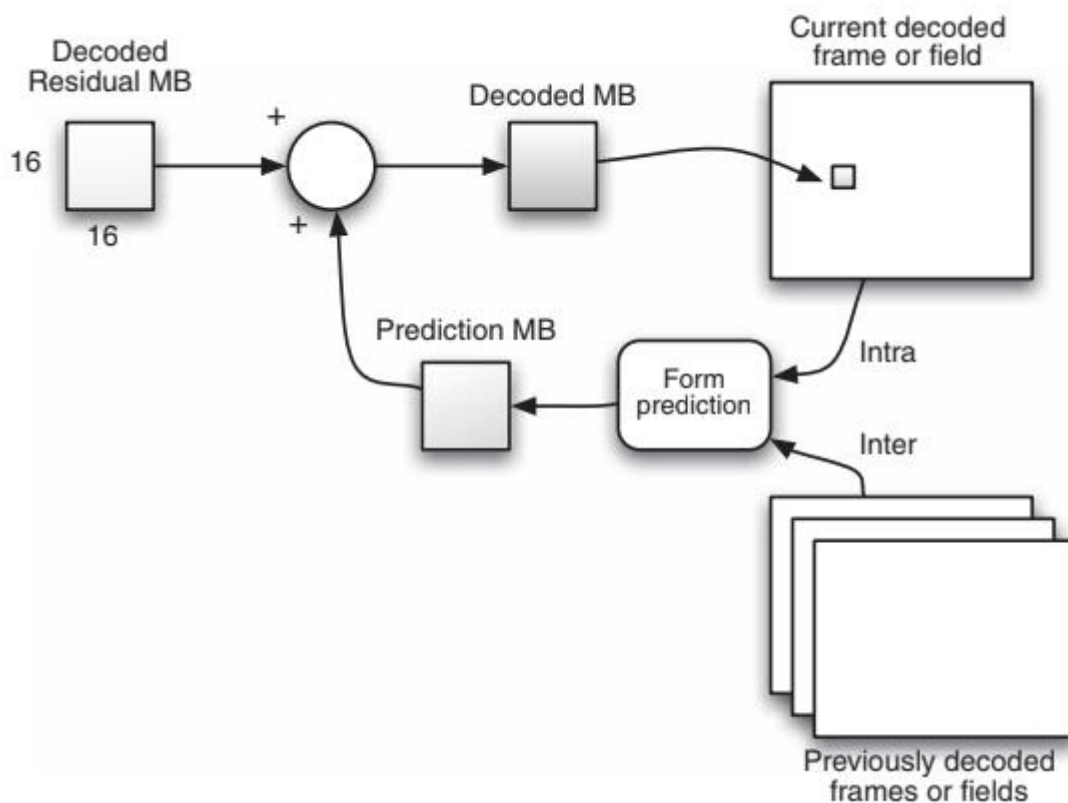 Decoded
Residual MB
16
16
+
+
Decoded MB
Current decoded
frame or field
Prediction MB
Form
prediction
Intra
Inter
Previously decoded
frames or fields